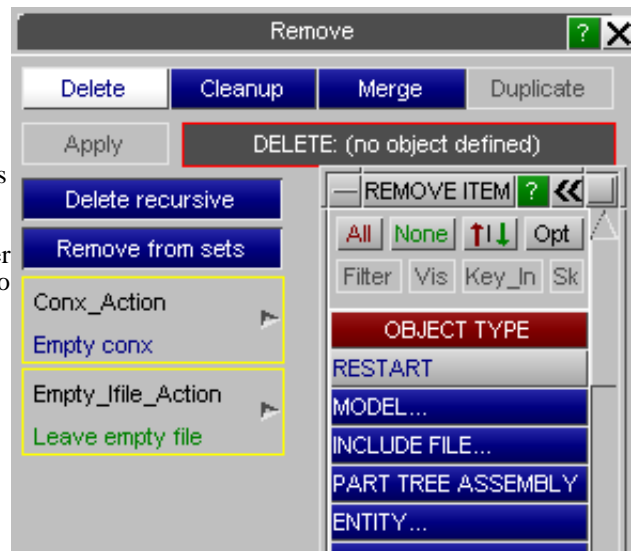 Remove ?
Delete Cleanup Merge Duplicate
Apply DELETE: (no object defined)
s
Delete recursive
REMOVE ITEM ?
All None Opt
er
Remove from sets
o
Filter Vis Key_In Sk
Conx_Action
Empty conx
OBJECT TYPE
RESTART
Empty_Ifile_Action
Leave empty file
MODEL...
INCLUDE FILE...
PART TREE ASSEMBLY
ENTITY...